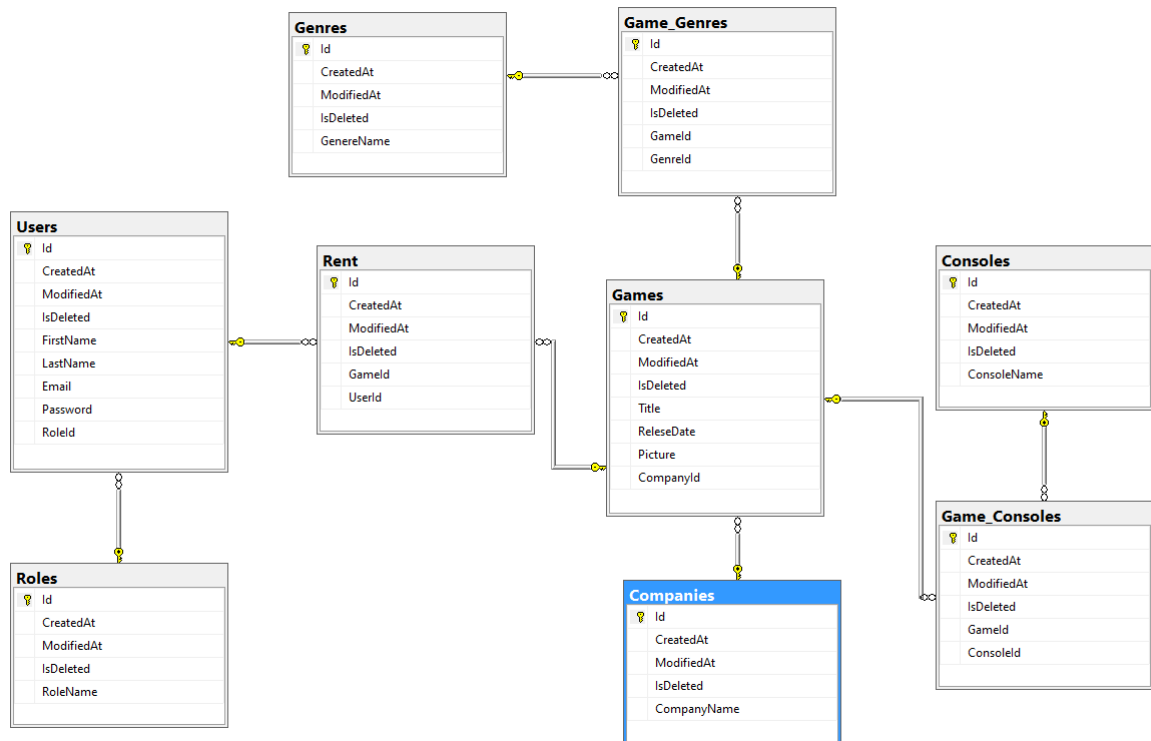 Genres
Id
CreatedAt
ModifiedAt
IsDeleted
GenereName
Game_Genres
Id
CreatedAt
ModifiedAt
IsDeleted
GameId
GenreId
Users
Id
CreatedAt
ModifiedAt
IsDeleted
FirstName
LastName
Email
Password
RoleId
Rent
Id
CreatedAt
ModifiedAt
IsDeleted
GameId
UserId
Games
Id
CreatedAt
ModifiedAt
IsDeleted
Title
ReleseDate
Picture
CompanyId
Consoles
Id
CreatedAt
ModifiedAt
IsDeleted
ConsoleName
Roles
Id
CreatedAt
ModifiedAt
IsDeleted
RoleName
Companies
Id
CreatedAt
ModifiedAt
IsDeleted
CompanyName
Game_Consoles
Id
CreatedAt
ModifiedAt
IsDeleted
GameId
ConsoleId